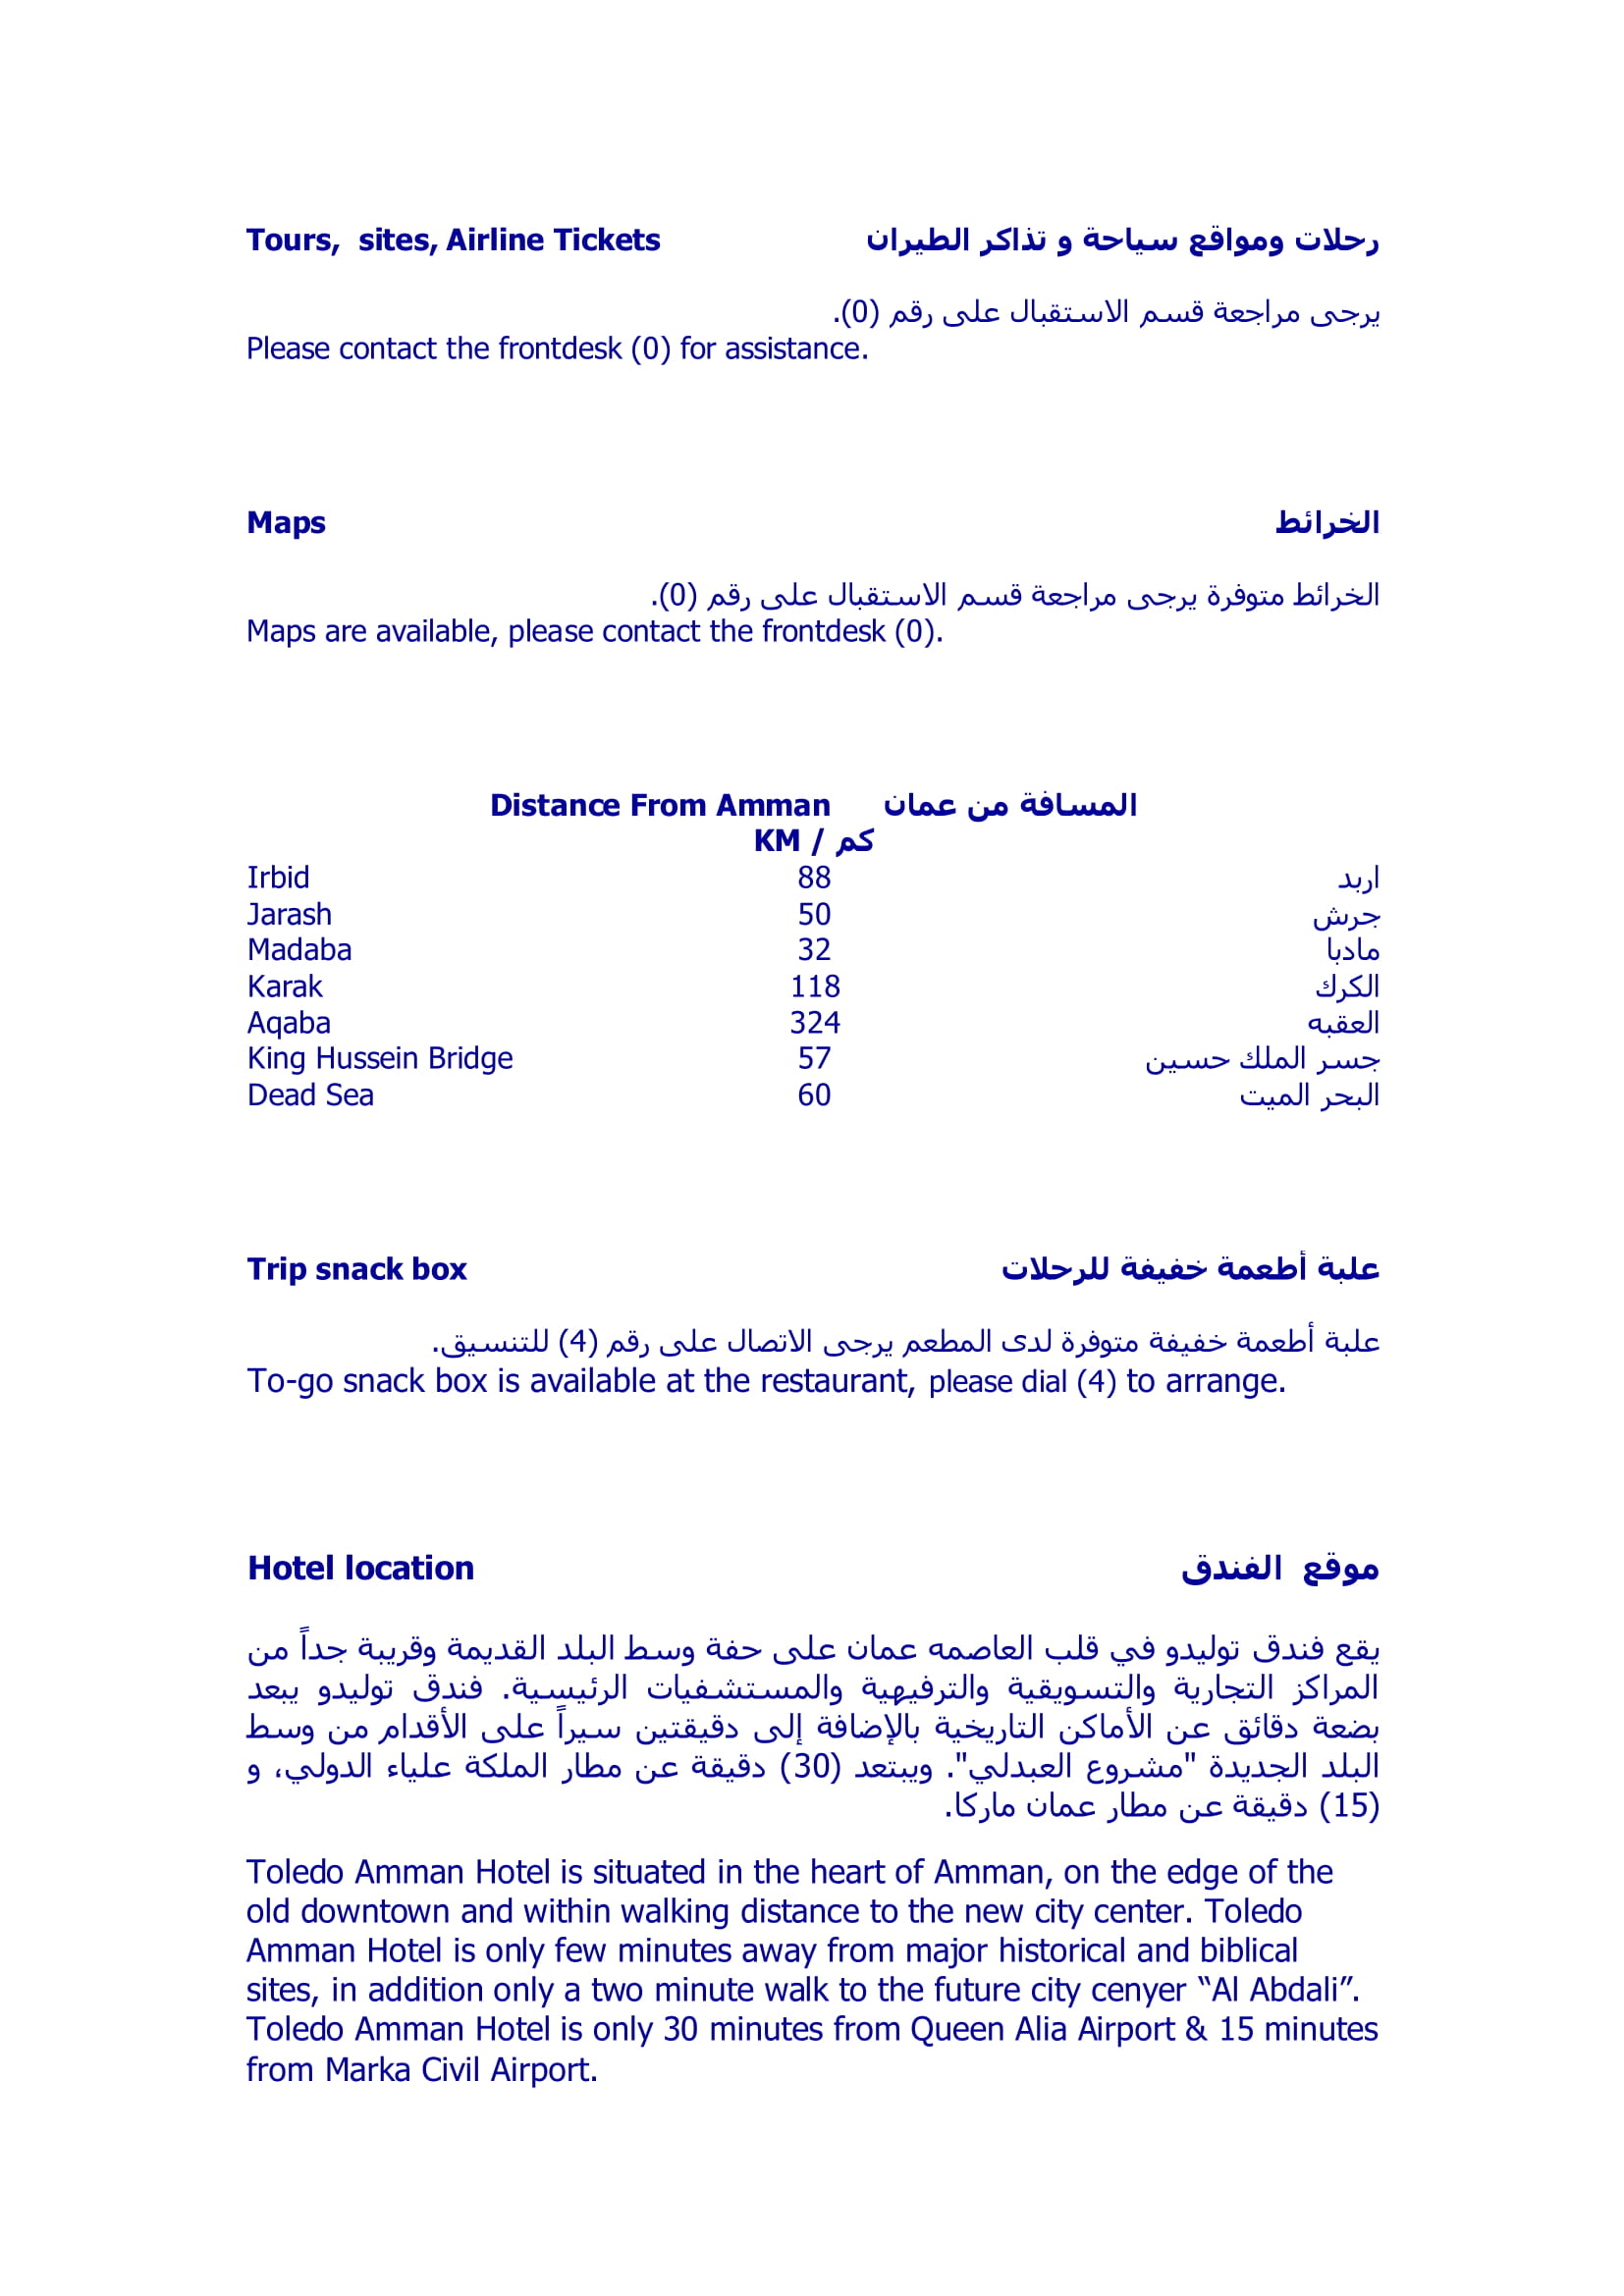 Tours,  sites, Airline Tickets رحلات ومواقع سياحة و تذاكر الطيران
يرجى مراجعة قسم الاستقبال على رقم (0).
Please contact the frontdesk (0) for assistance.
Maps الخرائط
الخرائط متوفرة يرجى مراجعة قسم الاستقبال على رقم (0).
Maps are available, please contact the frontdesk (0).
Distance From Amman المسافة من عمان
KM / كم
Irbid 88 اربد
Jarash 50 جرش
Madaba 32 مادبا
Karak 118 الكرك
Aqaba 324 العقبه
King Hussein Bridge 57 جسر الملك حسين
Dead Sea 60 البحر الميت
Trip snack box علبة أطعمة خفيفة للرحلات
علبة أطعمة خفيفة متوفرة لدى المطعم يرجى الاتصال على رقم (4) للتنسيق.
To-go snack box is available at the restaurant, please dial (4) to arrange.
Hotel location موقع الفندق
يقع فندق توليدو في قلب العاصمه عمان على حفة وسط البلد القديمة وقريبة جداً من
المراكز التجارية والتسويقية والترفيهية والمستشفيات الرئيسية. فندق توليدو يبعد
بضعة دقائق عن الأماكن التاريخية بالإضافة إلى دقيقتين سيراً على الأقدام من وسط
البلد الجديدة "مشروع العبدلي". ويبتعد (30) دقيقة عن مطار الملكة علياء الدولي، و
(15) دقيقة عن مطار عمان ماركا.
Toledo Amman Hotel is situated in the heart of Amman, on the edge of the
old downtown and within walking distance to the new city center. Toledo
Amman Hotel is only few minutes away from major historical and biblical
sites, in addition only a two minute walk to the future city cenyer “Al Abdali”.
Toledo Amman Hotel is only 30 minutes from Queen Alia Airport & 15 minutes
from Marka Civil Airport.